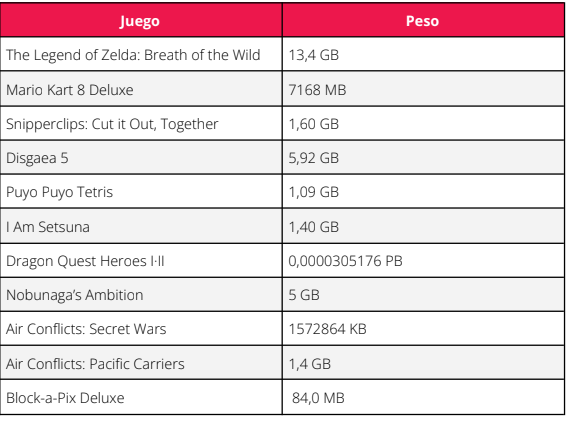 Juego Peso
The Legend of Zelda: Breath of the Wild 13,4 GB
Mario Kart 8 Deluxe 7168 MB
Snipperclips: Cut it Out, Together 1,60 GB
Disgaea 5 5,92 GB
Puyo Puyo Tetris 1,09 GB
I Am Setsuna 1,40 GB
Dragon Quest Heroes I·II 0,0000305176 PB
Nobunaga’s Ambition 5 GB
Air Conflicts: Secret Wars 1572864 KB
Air Conflicts: Pacific Carriers 1,4 GB
Block-a-Pix Deluxe 84,0 MB